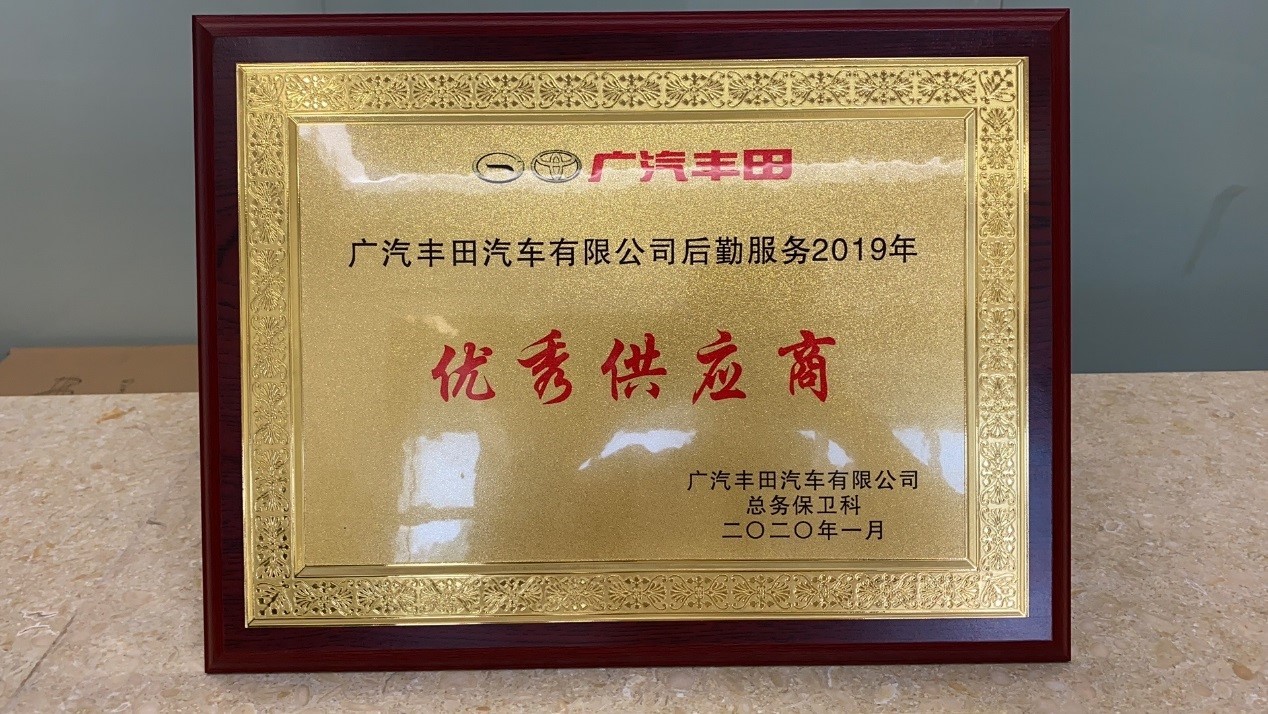 广汽丰田
广汽丰田汽车有限公司后勤服务2019年
优秀供应商
广汽丰田汽车有限公司
总务保卫科
二〇二〇年一月